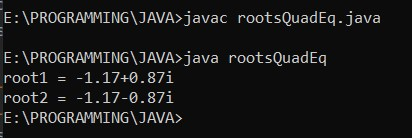 E:\PROGRAMMING\JAVA>javac rootsQuadEq.java
E:\PROGRAMMING\JAVA>java rootsQuadEq
root1 = -1.17+0.87i
root2 = -1.17-0.87i
E:\PROGRAMMING\JAVA>